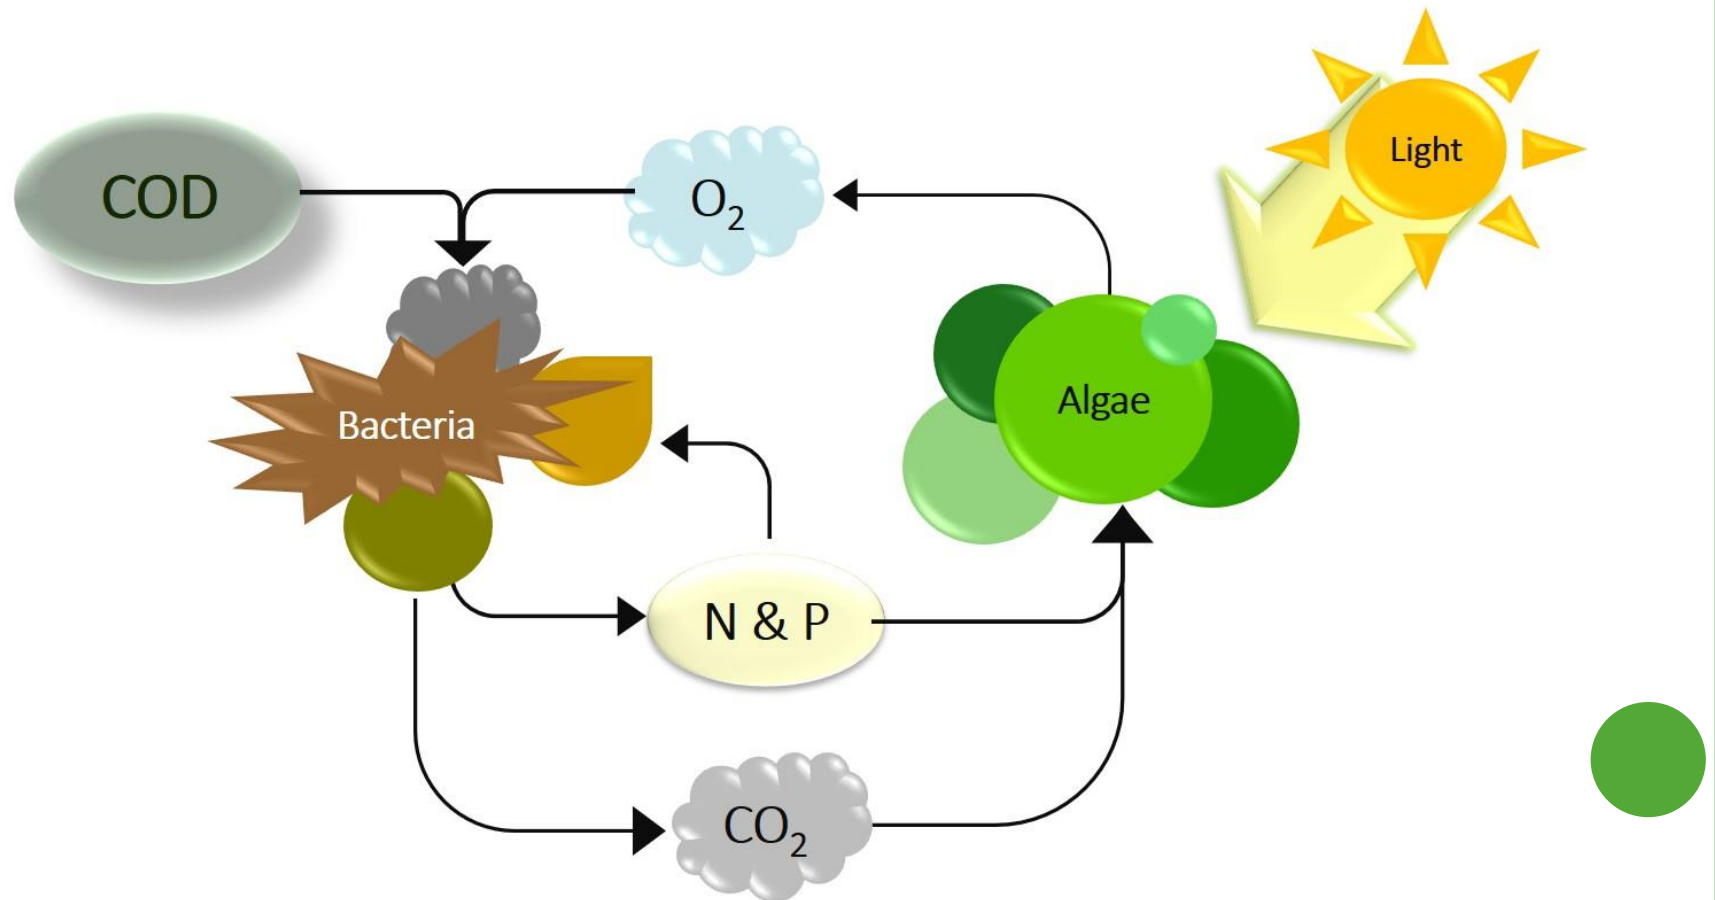 Light
COD
O₂
Algae
Bacteria
N & P
CO₂